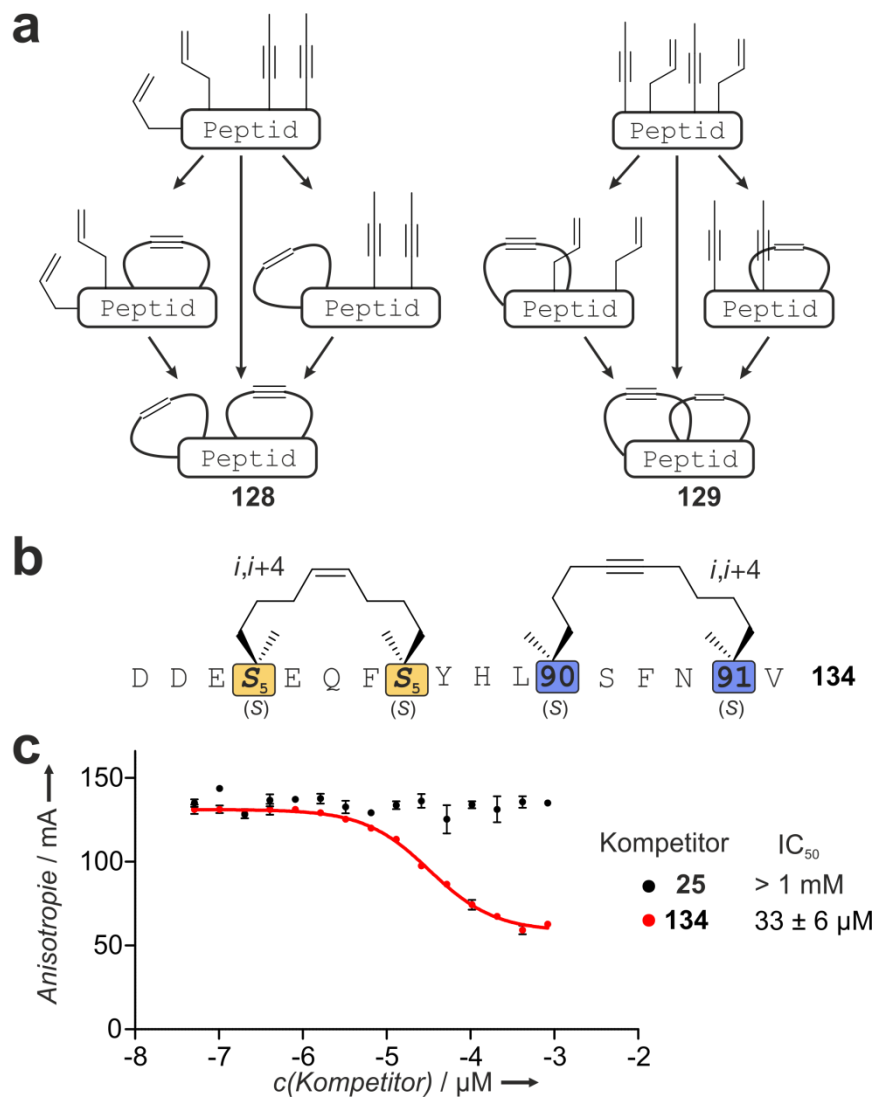 a
Peptid
Peptid
Peptid
Peptid
Peptid
Peptid
Peptid
Peptid
128
129
b
i,i+4
i,i+4
D D E S5 E Q F S5 Y H L 90 S F N 91 V 134
(S) (S) (S) (S)
c
150
100
50
0
Anisotropie / mA
-8 -7 -6 -5 -4 -3 -2
c(Kompetitor) / µM
Kompetitor IC50
25 > 1 mM
134 33 ± 6 µM